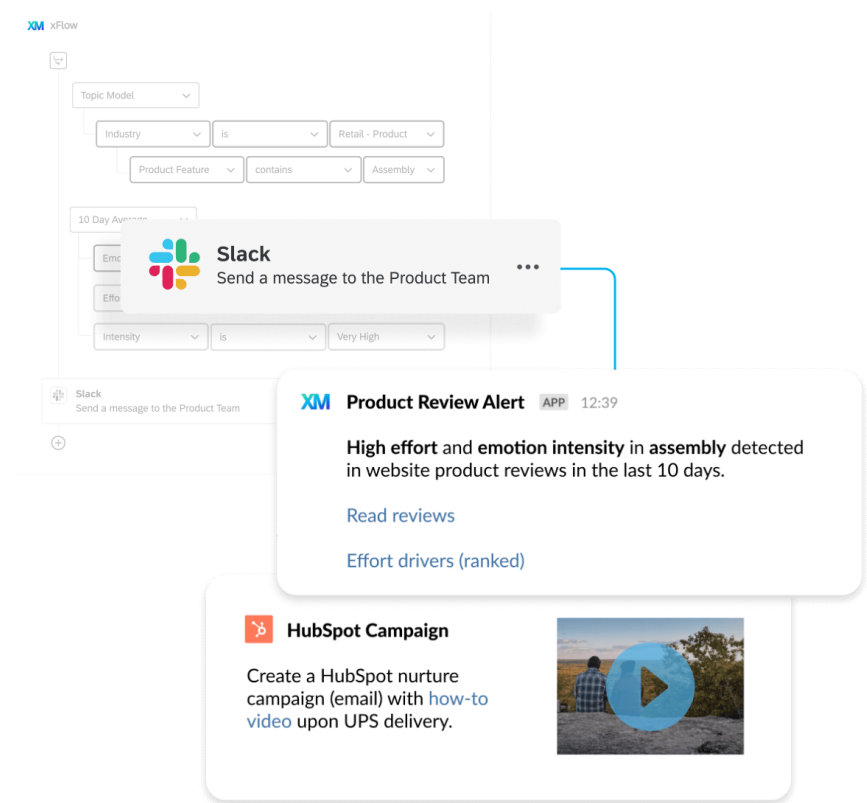 XM xFlow
Topic Model
Industry is Retail - Product
Product Feature contains Assembly
10 Day Average
Slack
Send a message to the Product Team
Intensity is Very High
Slack
Send a message to the Product Team
XM Product Review Alert APP 12:39
High effort and emotion intensity in assembly detected
in website product reviews in the last 10 days.
Read reviews
Effort drivers (ranked)
HubSpot Campaign
Create a HubSpot nurture
campaign (email) with how-to
video upon UPS delivery.